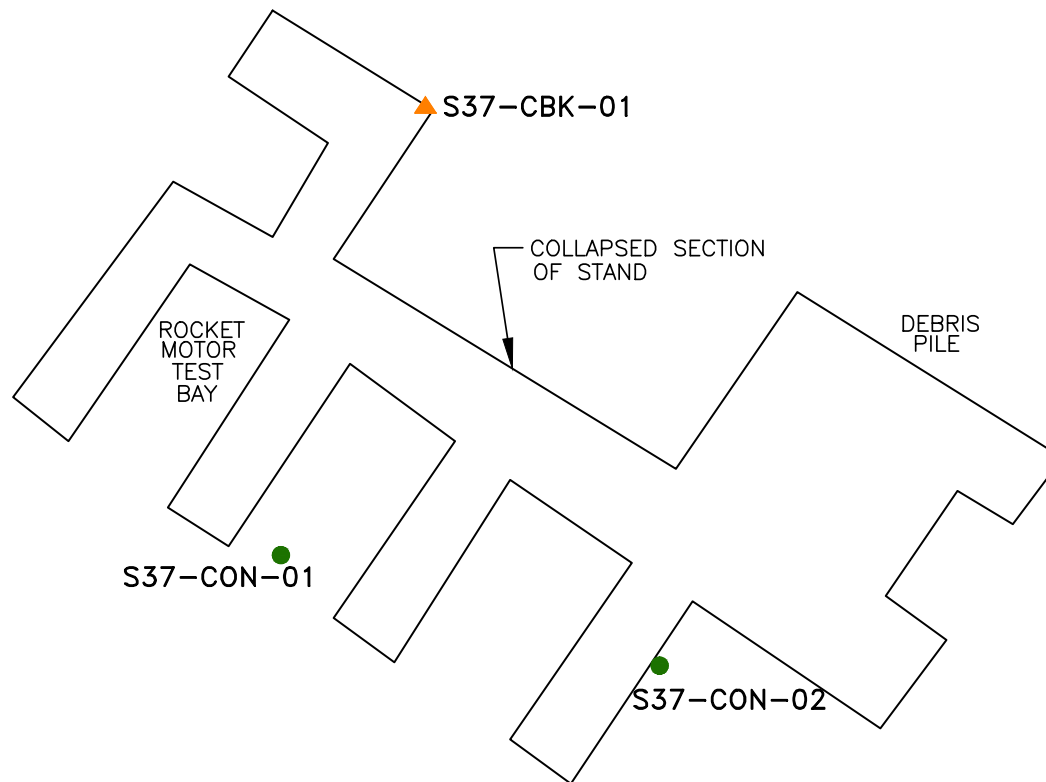 S37-CBK-01
COLLAPSED SECTION
OF STAND
DEBRIS
PILE
ROCKET
MOTOR
TEST
BAY
S37-CON-01
S37-CON-02